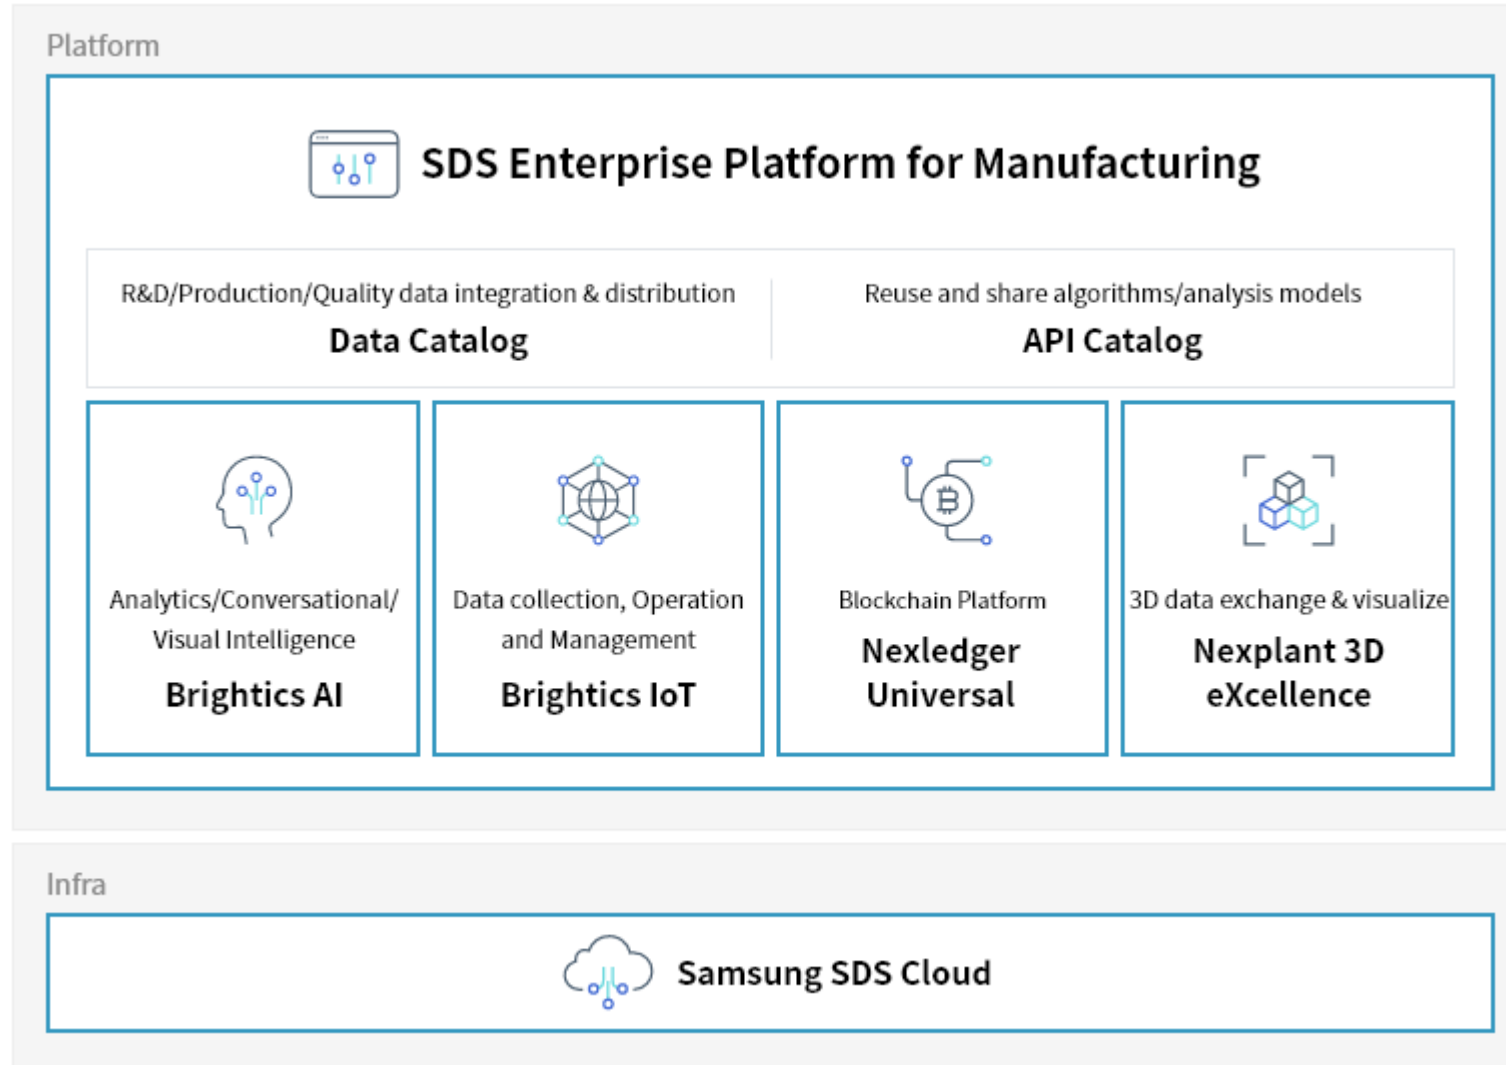 Platform
SDS Enterprise Platform for Manufacturing
R&D/Production/Quality data integration & distribution
Data Catalog
Reuse and share algorithms/analysis models
API Catalog
Analytics/Conversational/
Visual Intelligence
Brightics AI
Data collection, Operation
and Management
Brightics IoT
Blockchain Platform
Nexledger
Universal
3D data exchange & visualize
Nexplant 3D
eXcellence
Infra
Samsung SDS Cloud